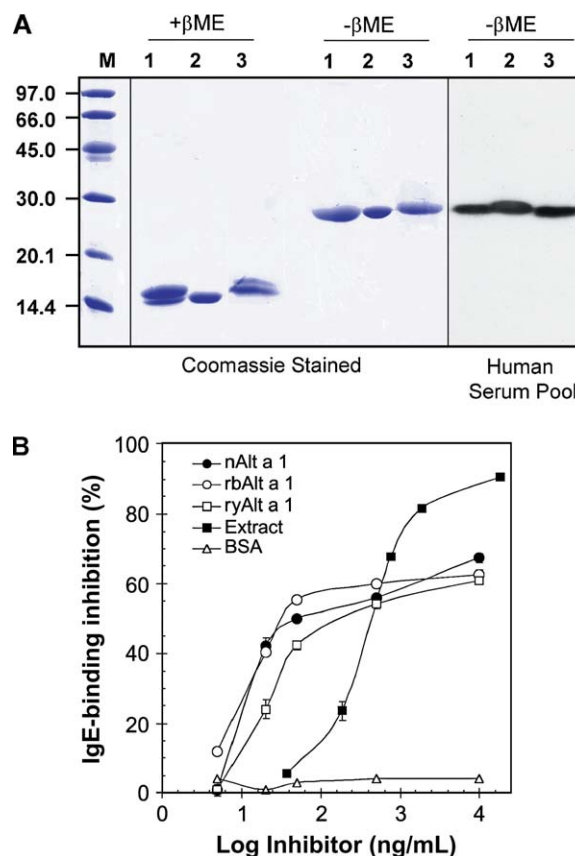 A
+βME -βME -βME
M 1 2 3 1 2 3 1 2 3
97.0
66.0
45.0
30.0
20.1
14.4
Coomassie Stained
Human
Serum Pool
B
nAlt a 1
rbAlt a 1
ryAlt a 1
Extract
BSA
IgE-binding inhibition (%)
100
80
60
40
20
0
0 1 2 3 4
Log Inhibitor (ng/mL)